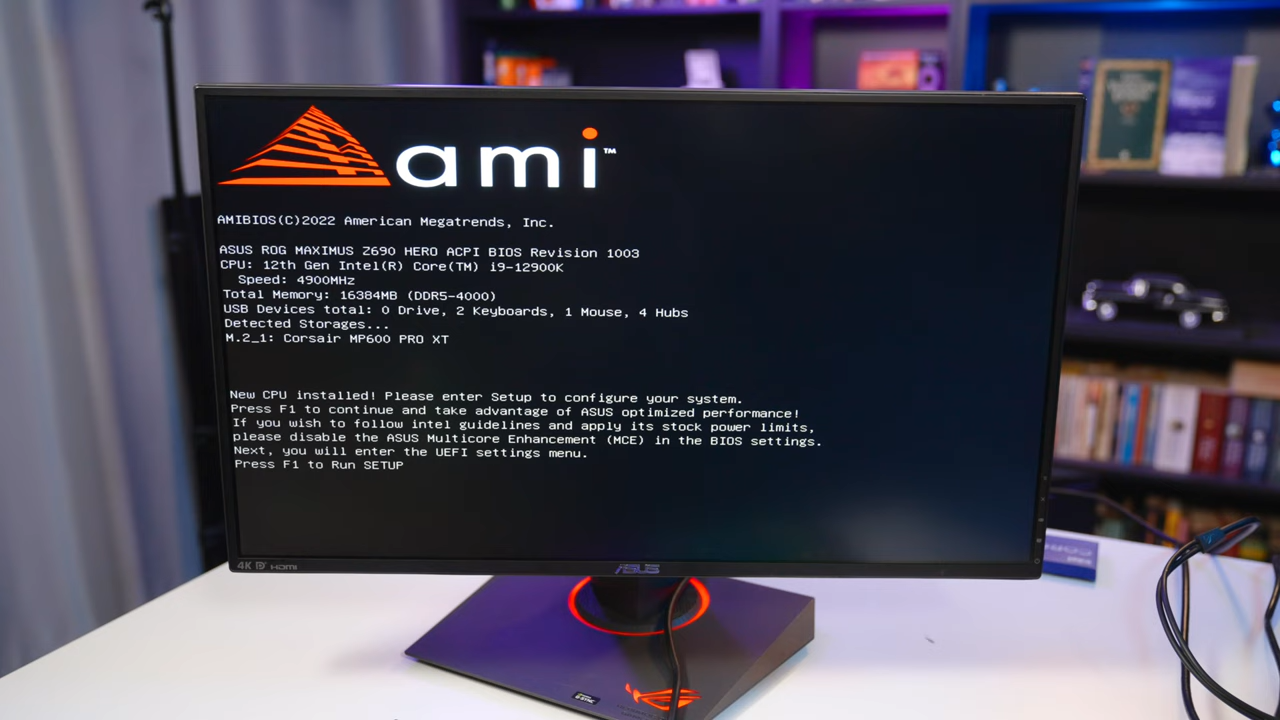 ami™
AMIBIOS(C)2022 American Megatrends, Inc.
ASUS ROG MAXIMUS Z690 HERO ACPI BIOS Revision 1003
CPU: 12th Gen Intel(R) Core(TM) i9-12900K
Speed: 4900MHz
Total Memory: 16384MB (DDR5-4000)
USB Devices total: 0 Drive, 2 Keyboards, 1 Mouse, 4 Hubs
Detected Storages...
M.2_1: Corsair MP600 PRO XT
New CPU installed! Please enter Setup to configure your system.
Press F1 to continue and take advantage of ASUS optimized performance!
If you wish to follow intel guidelines and apply its stock power limits,
please disable the ASUS Multicore Enhancement (MCE) in the BIOS settings.
Next, you will enter the UEFI settings menu.
Press F1 to Run SETUP
4K HDMI
ASUS